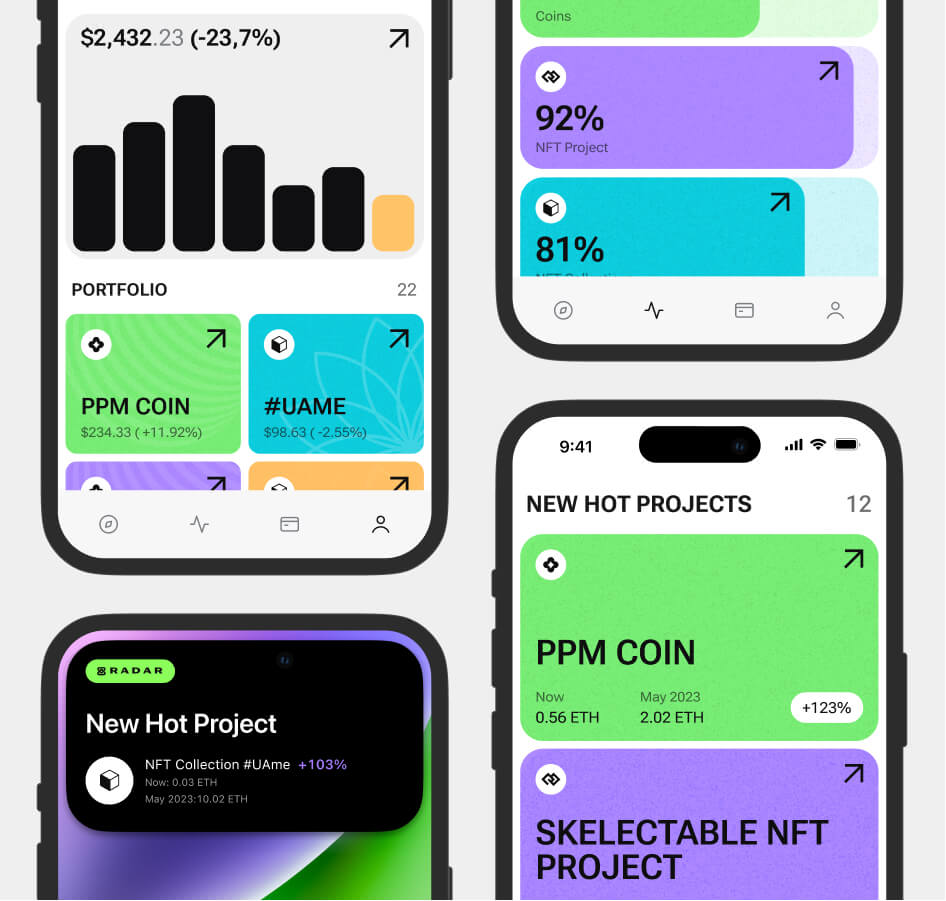 $2,432.23 (-23,7%)
PORTFOLIO 22
PPM COIN
$234.33 ( +11.92%)
#UAME
$98.63 ( -2.55%)
RADAR
New Hot Project
NFT Collection #UAme +103%
Now: 0.03 ETH
May 2023:10.02 ETH
Coins
92%
NFT Project
81%
NFT Collection
9:41
NEW HOT PROJECTS 12
PPM COIN
Now
0.56 ETH
May 2023
2.02 ETH
+123%
SKELECTABLE NFT
PROJECT